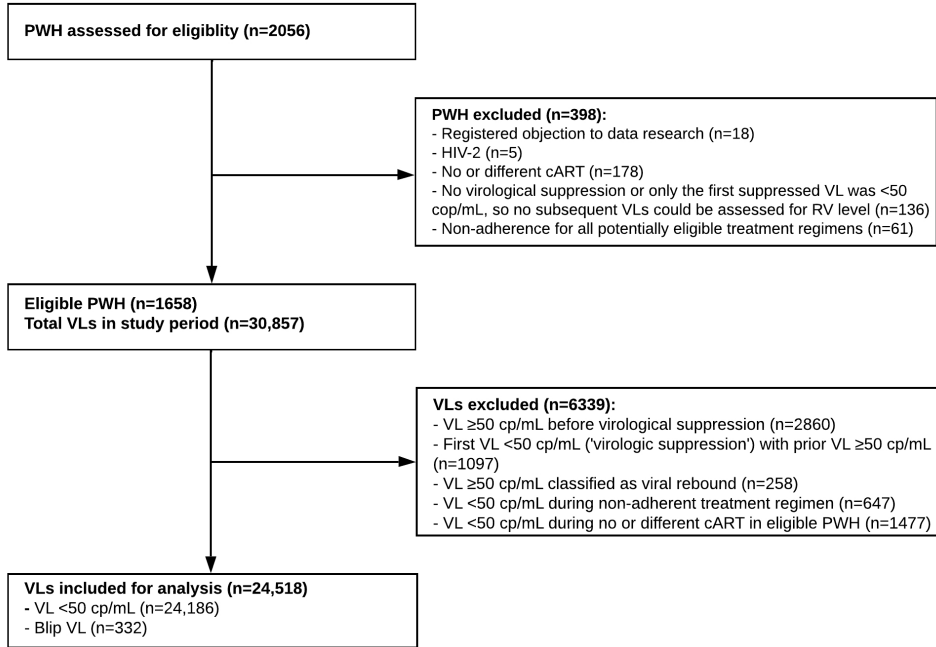 PWH assessed for eligiblity (n=2056)
PWH excluded (n=398):
- Registered objection to data research (n=18)
- HIV-2 (n=5)
- No or different cART (n=178)
- No virological suppression or only the first suppressed VL was <50
cop/mL, so no subsequent VLs could be assessed for RV level (n=136)
- Non-adherence for all potentially eligible treatment regimens (n=61)
Eligible PWH (n=1658)
Total VLs in study period (n=30,857)
VLs excluded (n=6339):
- VL ≥50 cp/mL before virological suppression (n=2860)
- First VL <50 cp/mL ('virologic suppression') with prior VL ≥50 cp/mL
(n=1097)
- VL ≥50 cp/mL classified as viral rebound (n=258)
- VL <50 cp/mL during non-adherent treatment regimen (n=647)
- VL <50 cp/mL during no or different cART in eligible PWH (n=1477)
VLs included for analysis (n=24,518)
- VL <50 cp/mL (n=24,186)
- Blip VL (n=332)